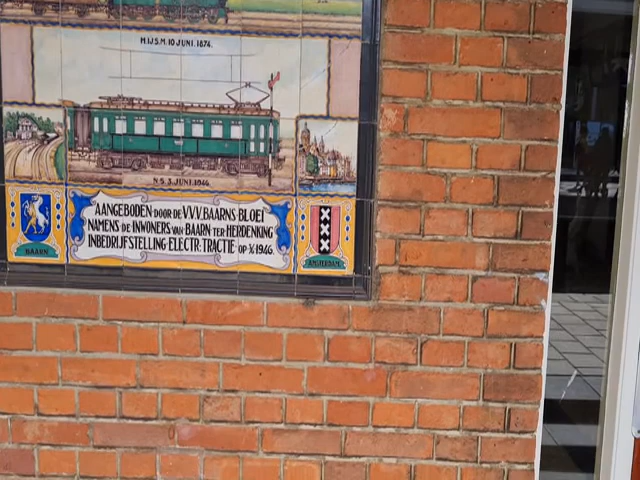 H.IJ.S.M. 10 JUNI. 1874.
N.S. 3. JUNI. 1946.
AANGEBODEN DOOR DE V.V.V. BAARNS BLOEI
NAMENS DE INWONERS VAN BAARN TER HERDENKING
INBEDRIJFSTELLING ELECTR. TRACTIE OP 3/6 1946.
BAARN
AMSTERDAM